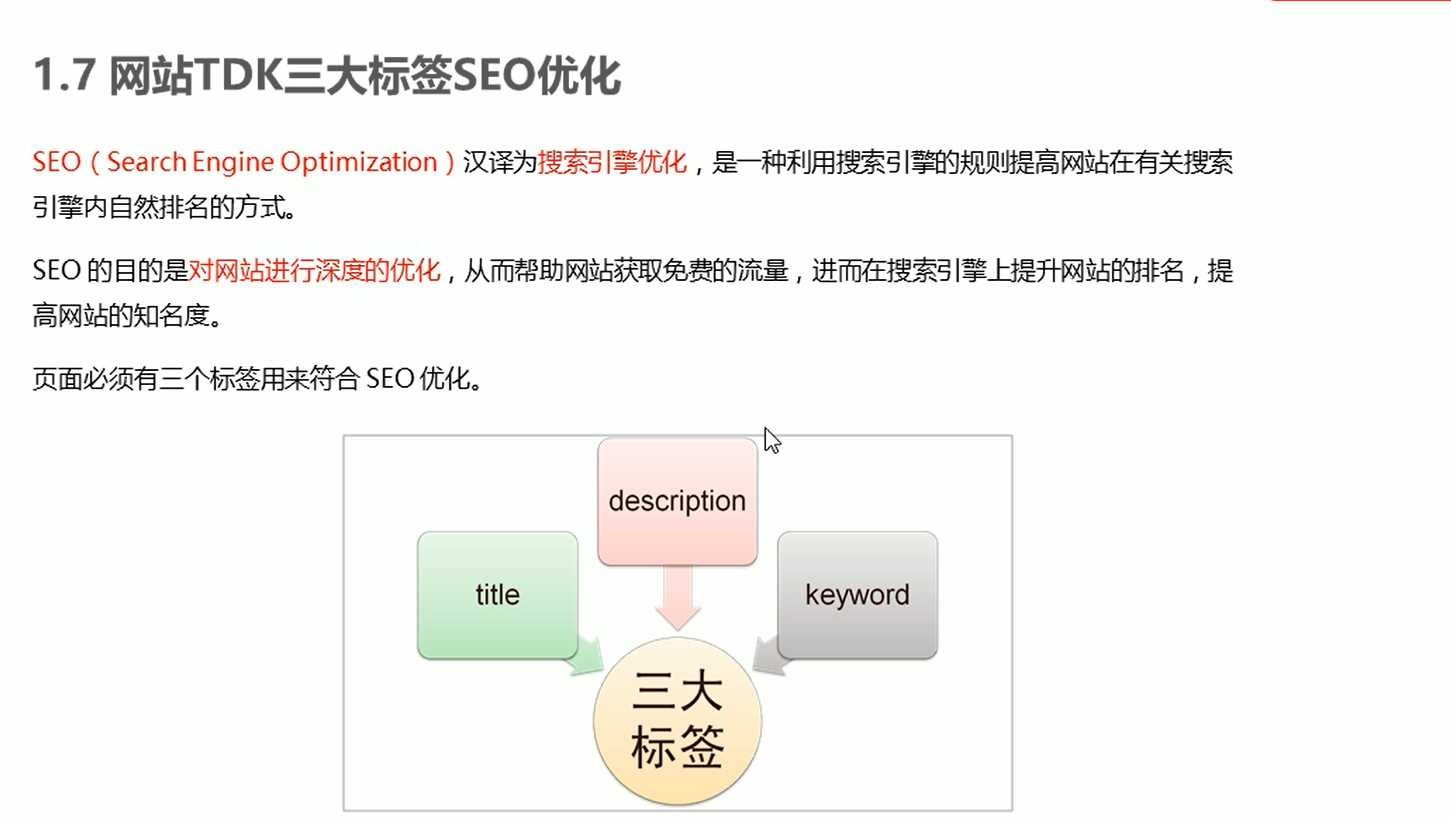 1.7 网站TDK三大标签SEO优化
SEO（Search Engine Optimization）汉译为搜索引擎优化，是一种利用搜索引擎的规则提高网站在有关搜索
引擎内自然排名的方式。
SEO 的目的是对网站进行深度的优化，从而帮助网站获取免费的流量，进而在搜索引擎上提升网站的排名，提
高网站的知名度。
页面必须有三个标签用来符合 SEO 优化。
description
title
keyword
三大
标签